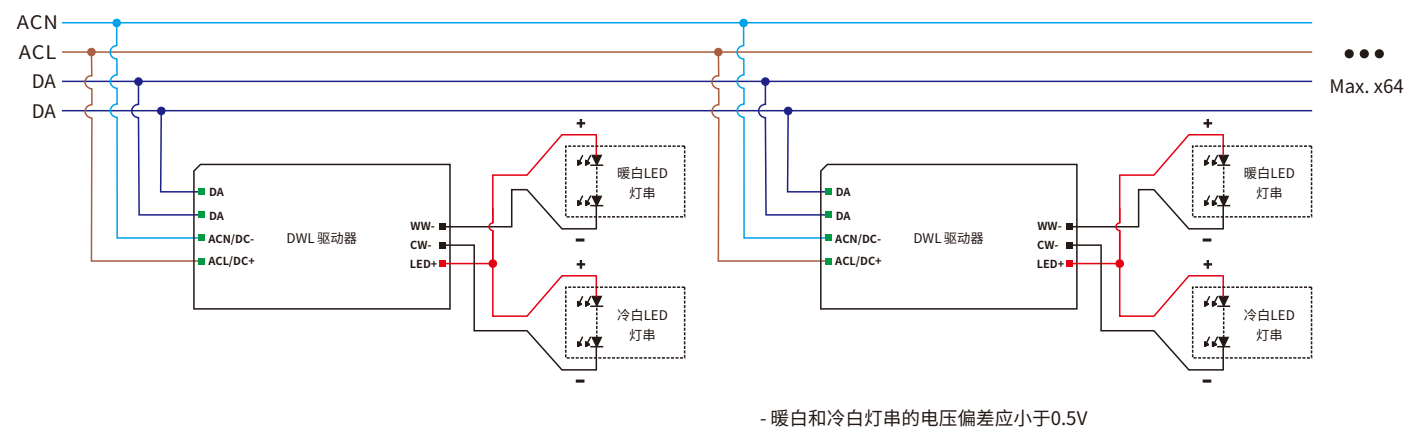 ACN
ACL
DA
DA
•••
Max. x64
+
暖白LED
灯串
-
DA
DA
ACN/DC-
ACL/DC+
DWL 驱动器
WW-
CW-
LED+
+
冷白LED
灯串
-
+
暖白LED
灯串
-
DA
DA
ACN/DC-
ACL/DC+
DWL 驱动器
WW-
CW-
LED+
+
冷白LED
灯串
-
- 暖白和冷白灯串的电压偏差应小于0.5V